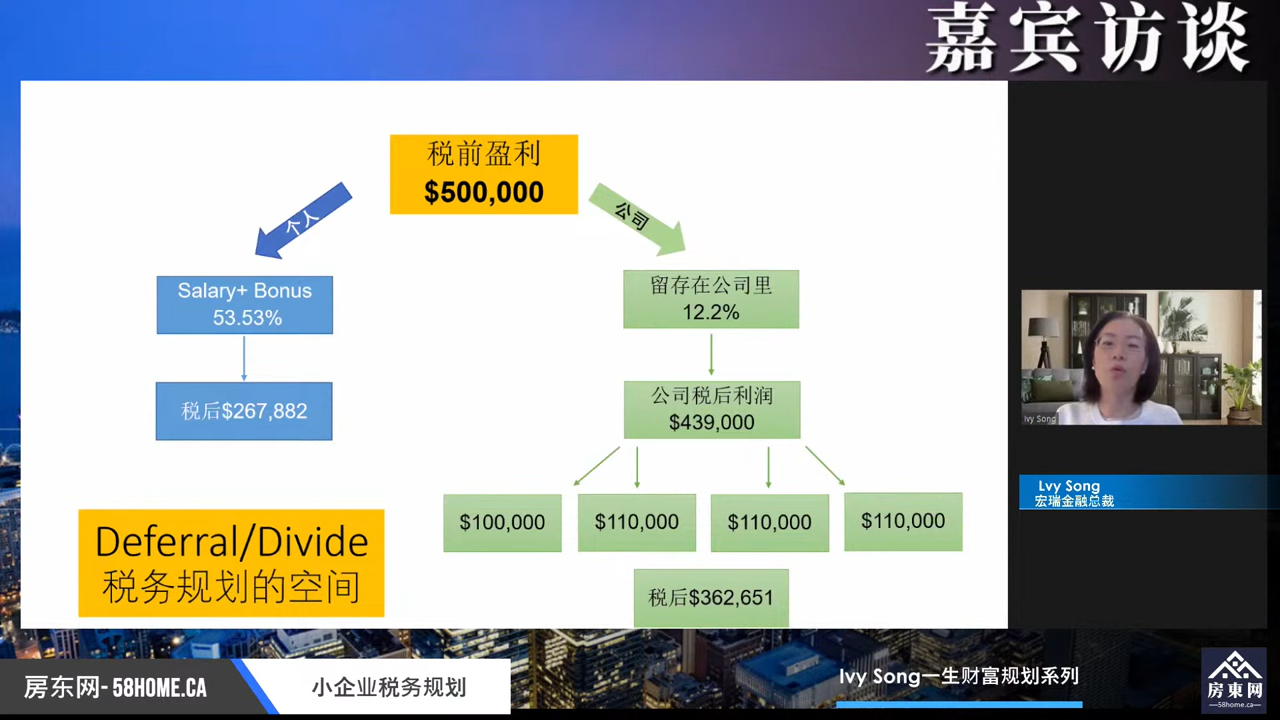 嘉宾访谈
税前盈利
$500,000
个人
公司
Salary+ Bonus
53.53%
留存在公司里
12.2%
税后$267,882
公司税后利润
$439,000
$100,000
$110,000
$110,000
$110,000
税后$362,651
Deferral/Divide
税务规划的空间
Ivy Song
Lvy Song
宏瑞金融总裁
房东网- 58HOME.CA
小企业税务规划
Ivy Song一生财富规划系列
房東网
58home.ca